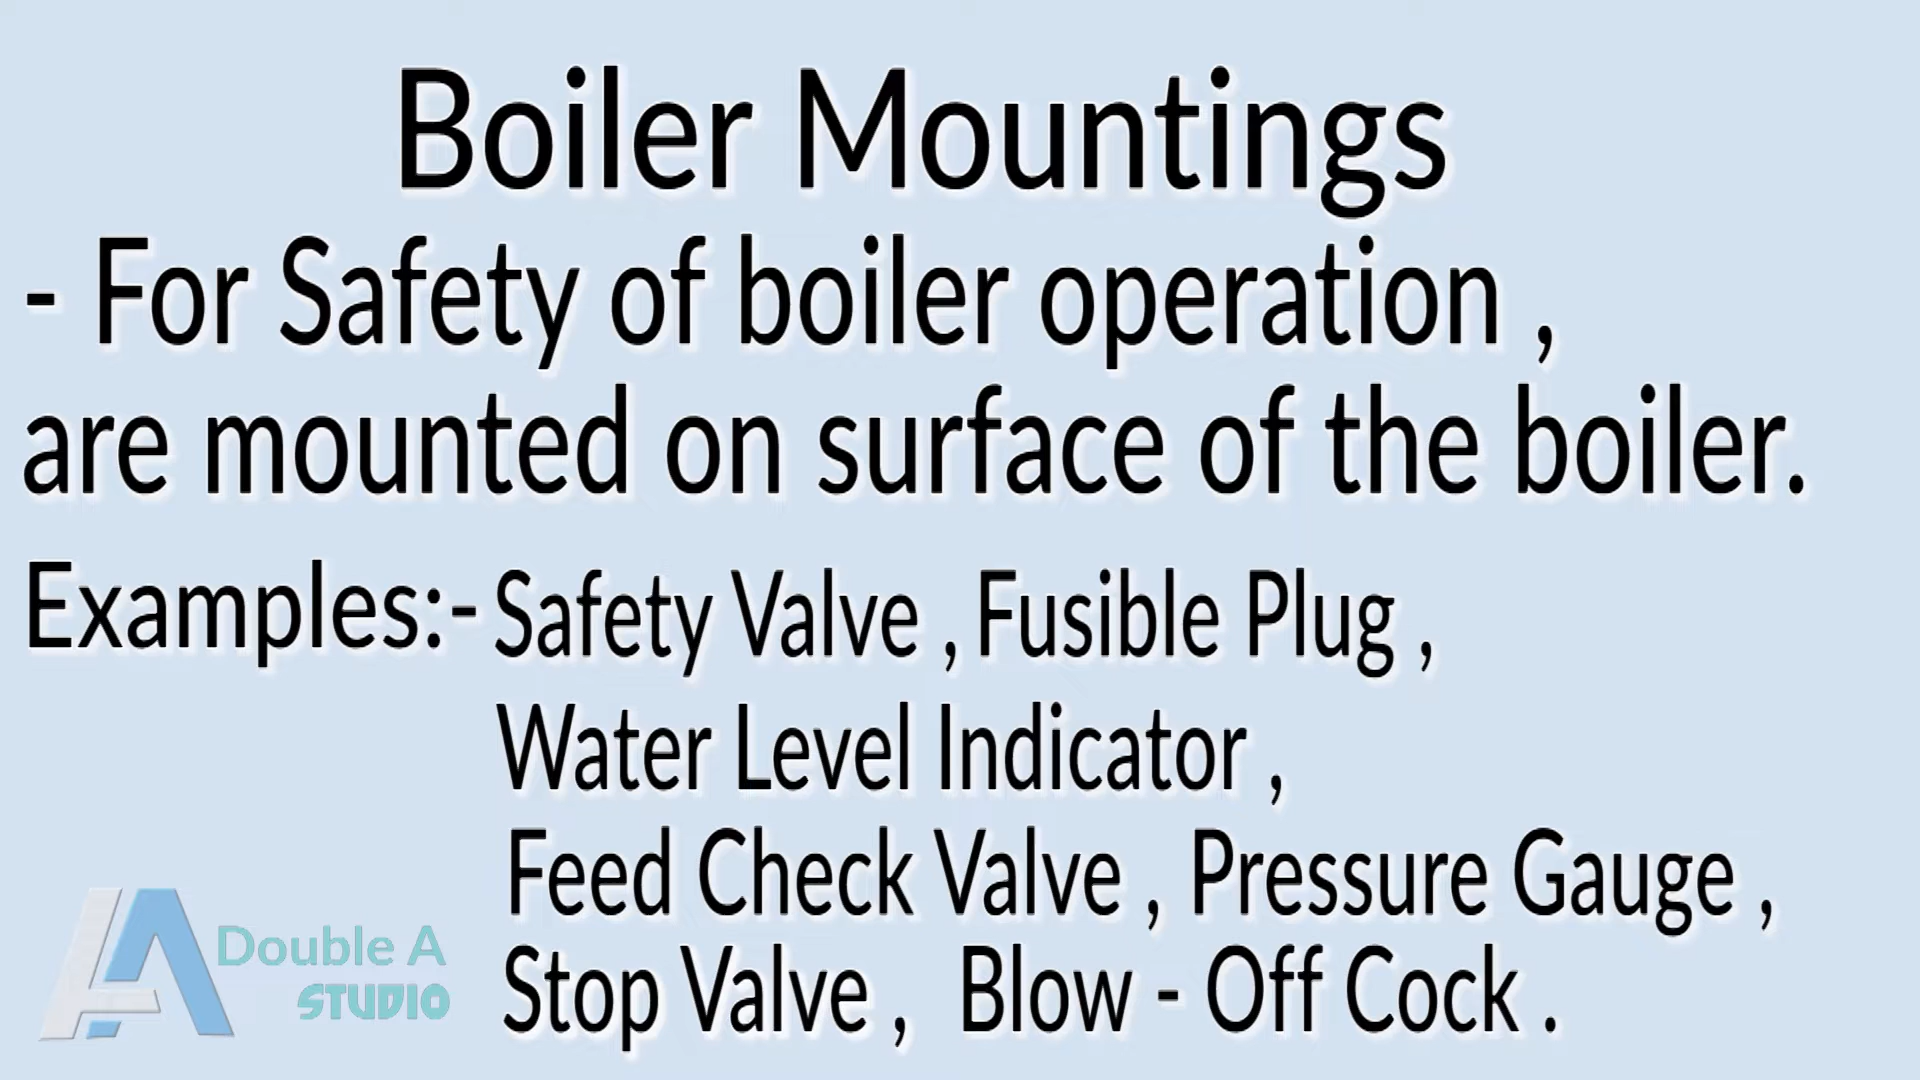 Boiler Mountings
- For Safety of boiler operation ,
are mounted on surface of the boiler.
Examples:- Safety Valve , Fusible Plug ,
Water Level Indicator ,
Feed Check Valve , Pressure Gauge ,
Stop Valve , Blow - Off Cock .
Double A
STUDIO